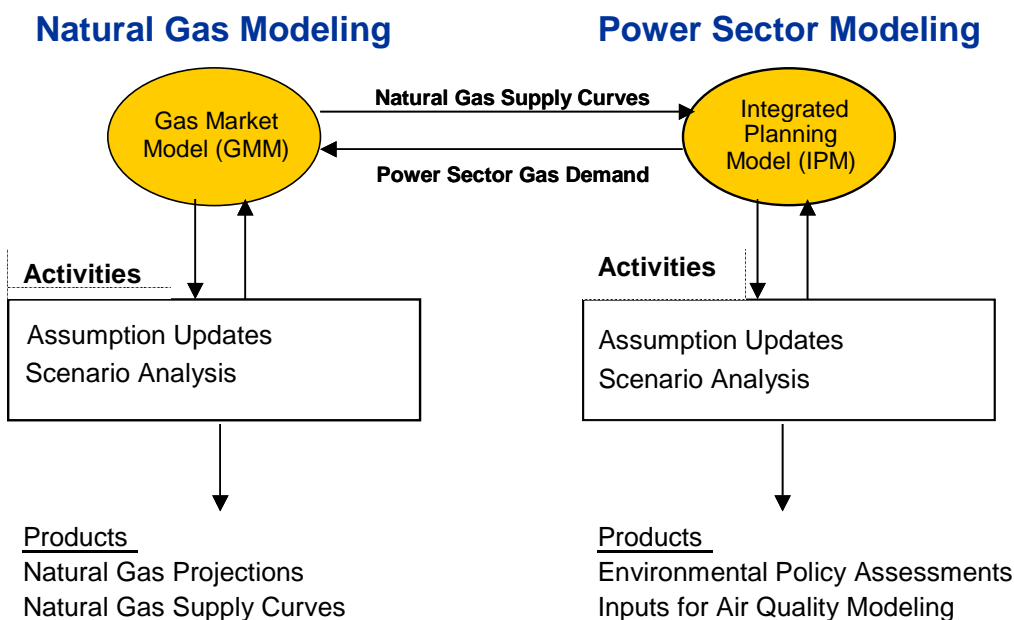 Natural Gas Modeling
Power Sector Modeling
Gas Market
Model (GMM)
Natural Gas Supply Curves
Power Sector Gas Demand
Integrated
Planning
Model (IPM)
Activities
Assumption Updates
Scenario Analysis
Activities
Assumption Updates
Scenario Analysis
Products
Natural Gas Projections
Natural Gas Supply Curves
Products
Environmental Policy Assessments
Inputs for Air Quality Modeling